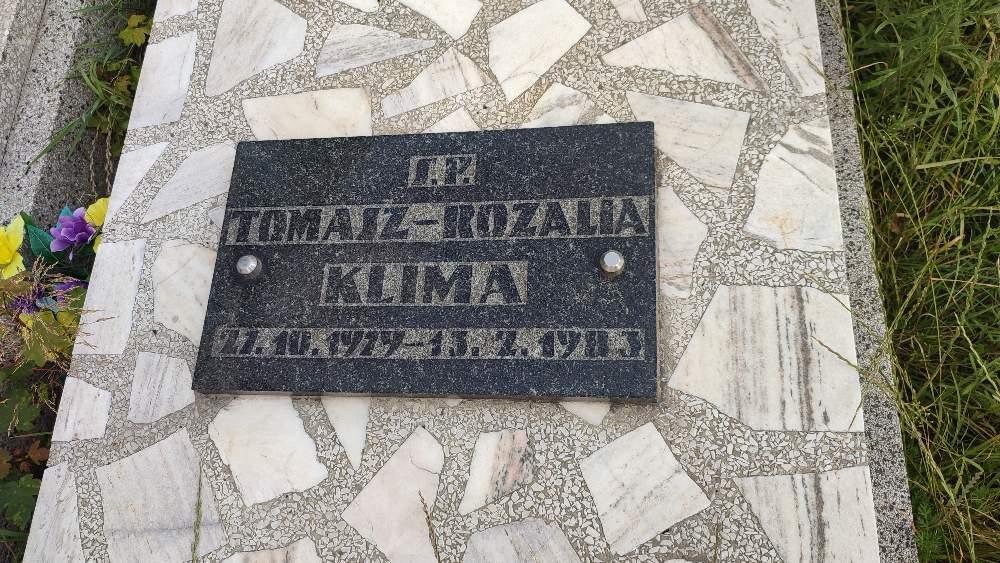 Ś.P.
TOMASZ-ROZALIA
KLIMA
27.10.1929-13.2.1983